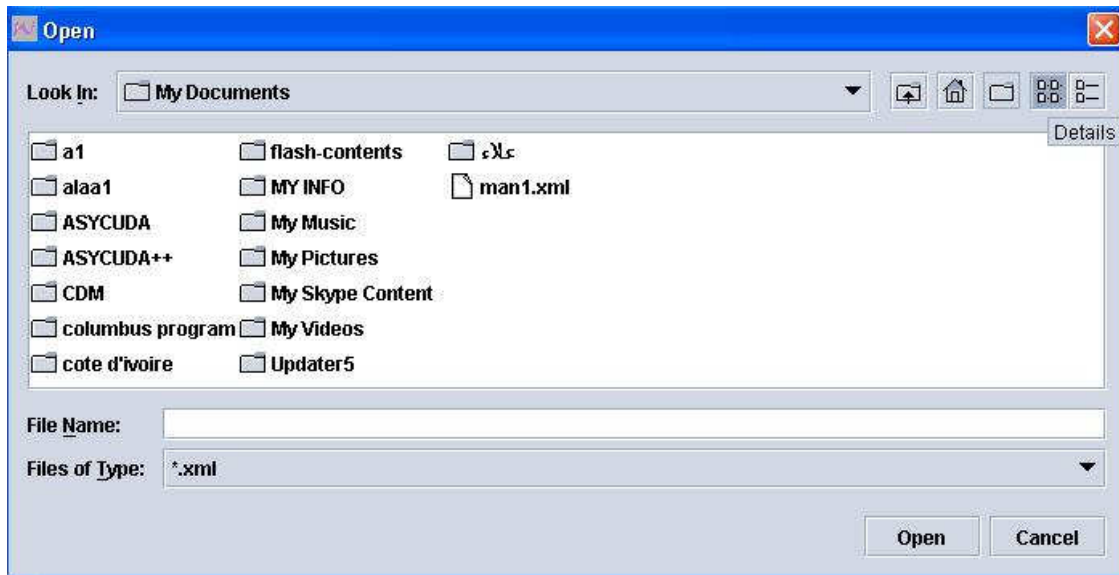 Open
Look In: My Documents
Details
a1
alaa1
ASYCUDA
ASYCUDA++
CDM
columbus program
cote d'ivoire
flash-contents
MY INFO
My Music
My Pictures
My Skype Content
My Videos
Updater5
علاء
man1.xml
File Name:
Files of Type: *.xml
Open Cancel